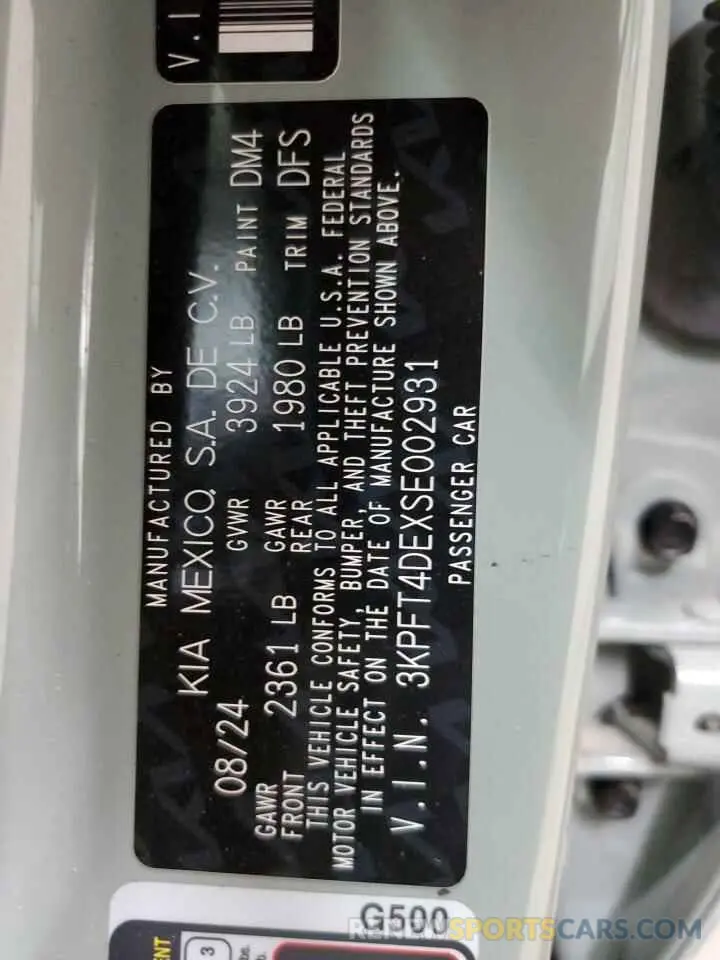 V.I
MANUFACTURED BY
KIA MEXICO, S.A. DE C.V.
08/24 GVWR 3924 LB PAINT DM4
GAWR FRONT 2361 LB GAWR REAR 1980 LB TRIM DFS
THIS VEHICLE CONFORMS TO ALL APPLICABLE U.S.A. FEDERAL
MOTOR VEHICLE SAFETY, BUMPER, AND THEFT PREVENTION STANDARDS
IN EFFECT ON THE DATE OF MANUFACTURE SHOWN ABOVE.
V.I.N. 3KPFT4DEXSE002931
PASSENGER CAR
G500
3
RENEWSPORTSCARS.COM